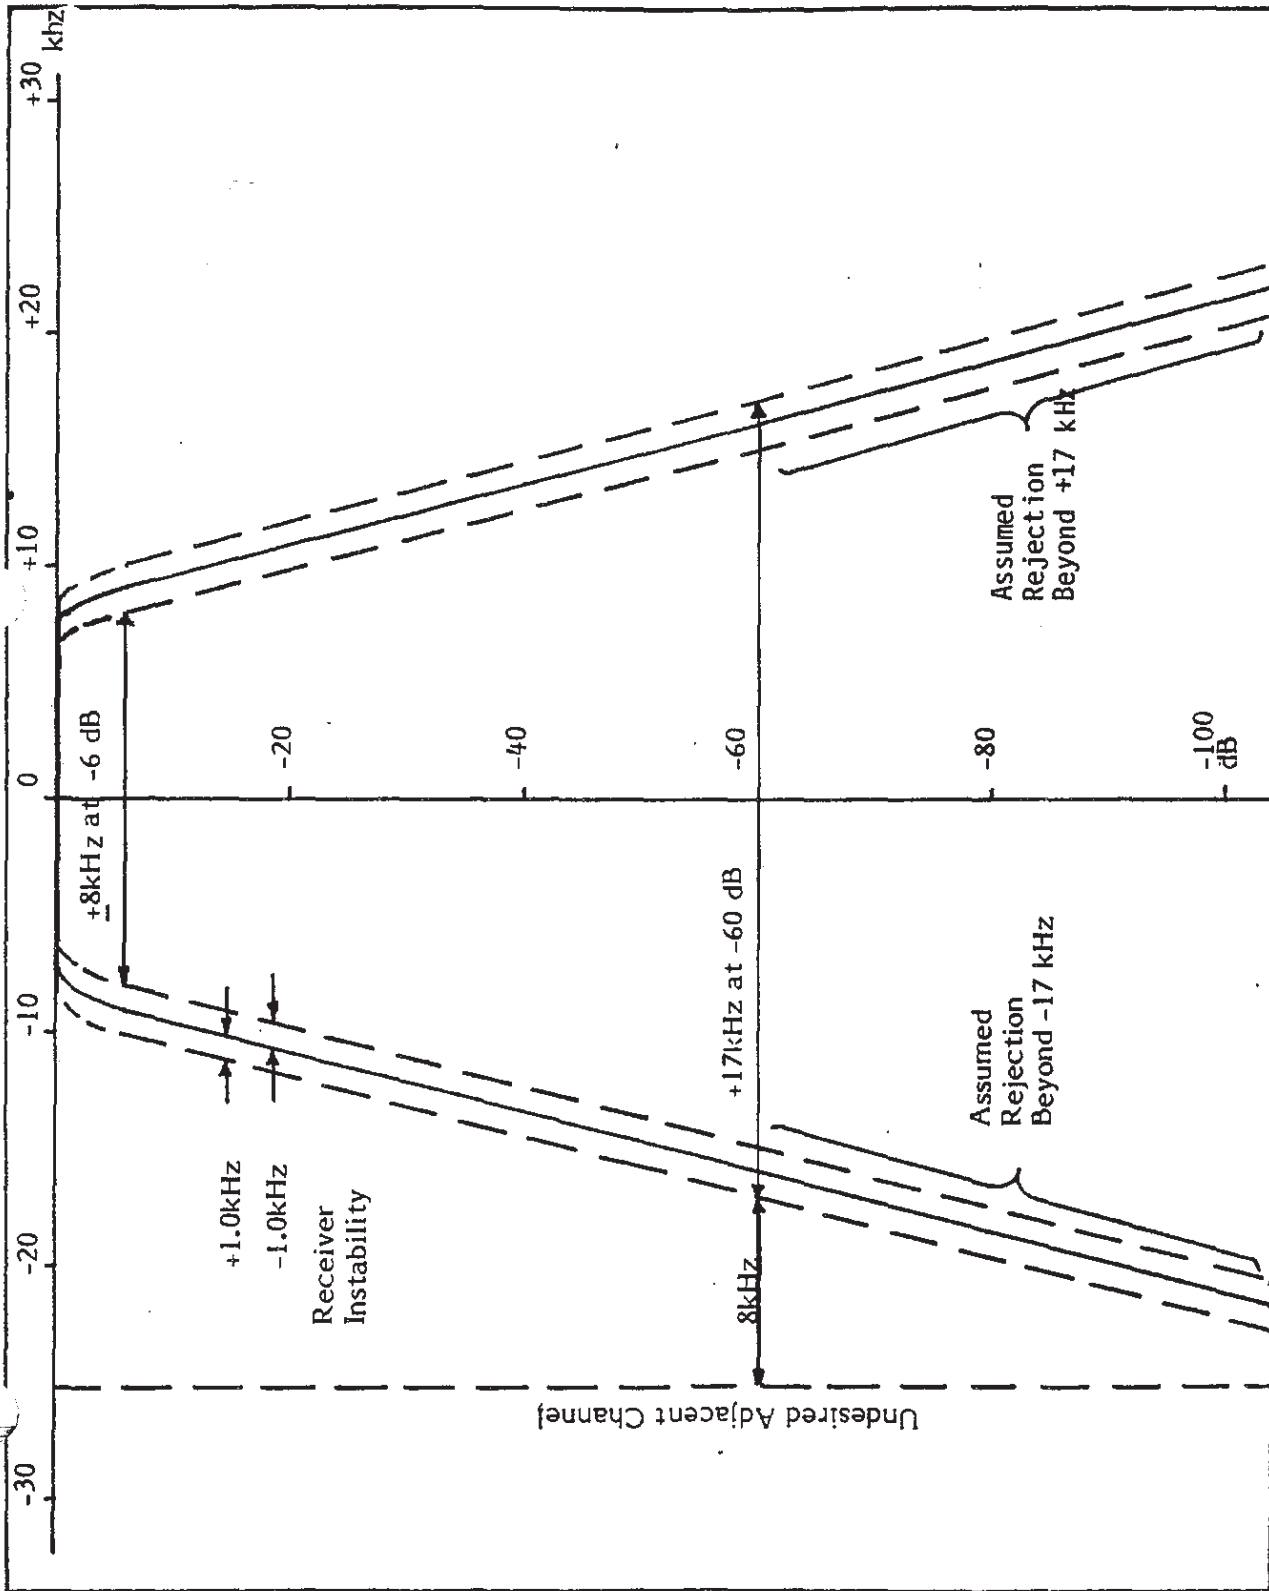 -30
-20
-10
0
+10
+20
+30
khz
+8kHz at -6 dB
+1.0kHz
-1.0kHz
Receiver
Instability
-20
-40
-60
-80
-100
dB
8kHz
+17kHz at -60 dB
Undesired Adjacent Channel
Assumed
Rejection
Beyond -17 kHz
Assumed
Rejection
Beyond +17 kHz